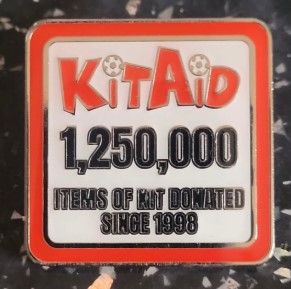 KitAid
1,250,000
ITEMS OF KIT DONATED
SINCE 1998